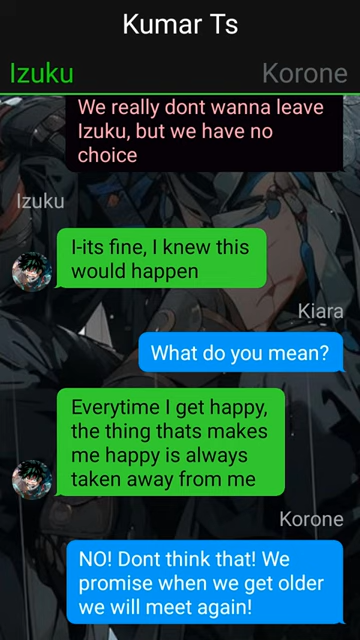 Kumar Ts
Izuku Korone
We really dont wanna leave
Izuku, but we have no
choice
Izuku
I-its fine, I knew this
would happen
Kiara
What do you mean?
Everytime I get happy,
the thing thats makes
me happy is always
taken away from me
Korone
NO! Dont think that! We
promise when we get older
we will meet again!